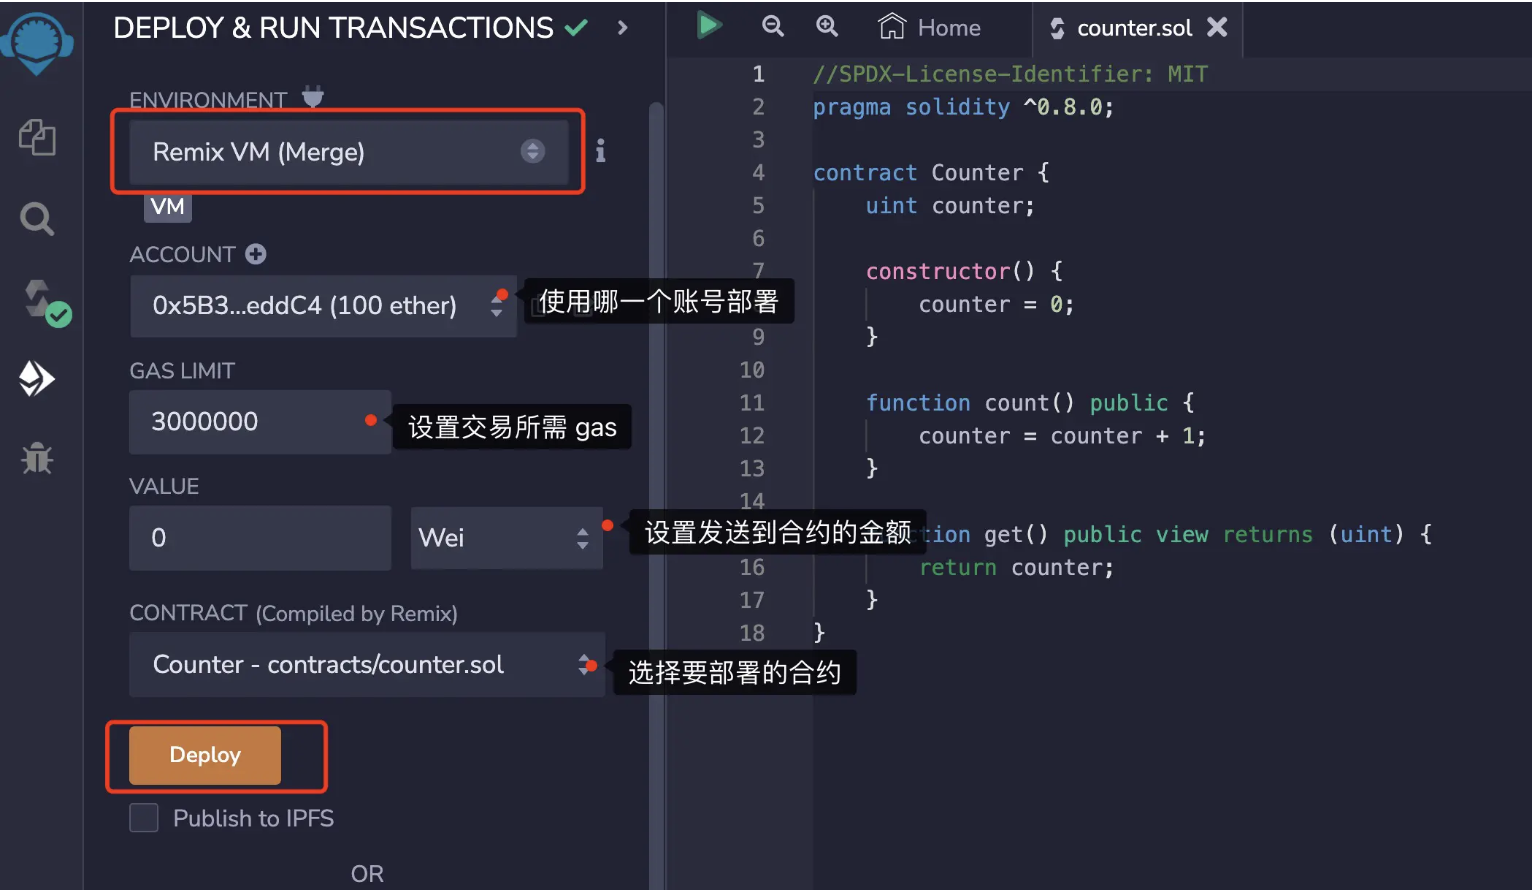 DEPLOY & RUN TRANSACTIONS
ENVIRONMENT
Remix VM (Merge)
VM
ACCOUNT
0x5B3...eddC4 (100 ether)
使用哪一个账号部署
GAS LIMIT
3000000
设置交易所需 gas
VALUE
0
Wei
设置发送到合约的金额
CONTRACT (Compiled by Remix)
Counter - contracts/counter.sol
选择要部署的合约
Deploy
Publish to IPFS
OR
Home
counter.sol
1 //SPDX-License-Identifier: MIT
2 pragma solidity ^0.8.0;
3
4 contract Counter {
5 uint counter;
6
7 constructor() {
counter = 0;
9 }
10
11 function count() public {
12 counter = counter + 1;
13 }
14
ction get() public view returns (uint) {
16 return counter;
17 }
18 }